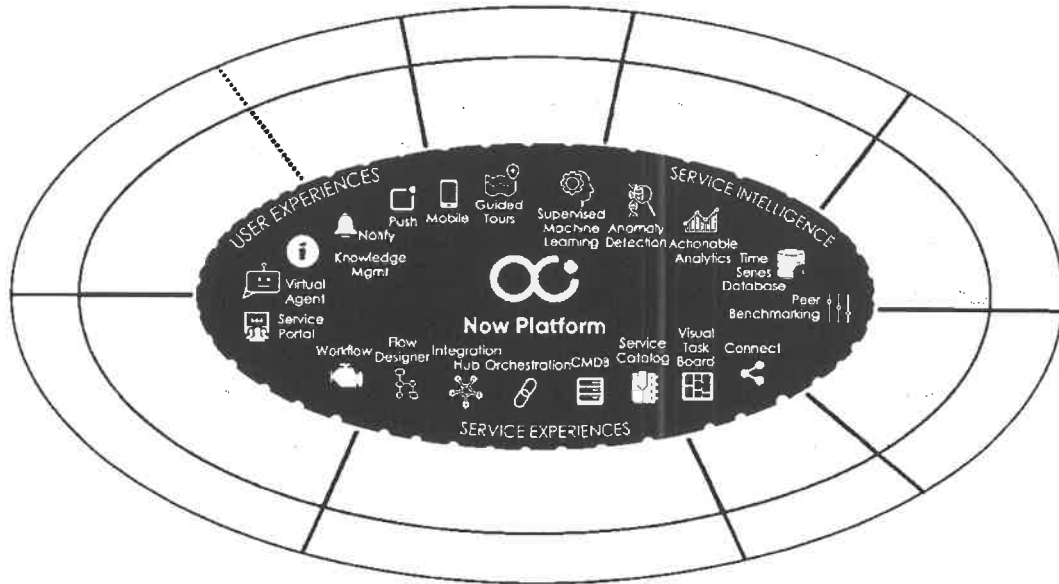 USER EXPERIENCES
SERVICE INTELLIGENCE
Push
Mobile
Guided
Tours
Supervised
Machine
Learning
Anomaly
Detection
Actionable
Analytics
Time
Series
Database
Peer
Benchmarking
Notify
Knowledge
Mgmt
Virtual
Agent
Service
Portal
Now Platform
Workflow
Flow
Designer
Integration
Hub
Orchestration
CMDB
Service
Catalog
Visual
Task
Board
Connect
SERVICE EXPERIENCES